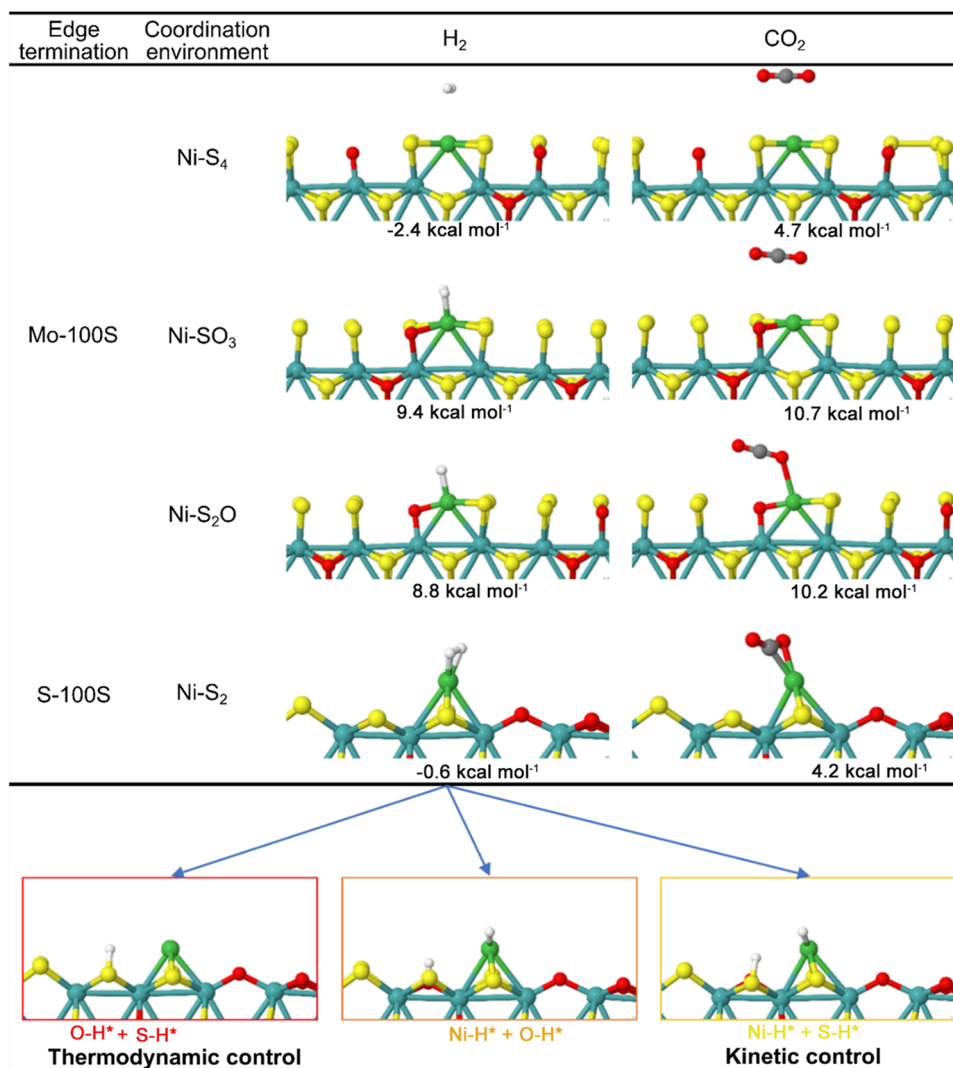 Edge termination
Coordination environment
H₂
CO₂
Ni-S₄
-2.4 kcal mol⁻¹
4.7 kcal mol⁻¹
Mo-100S
Ni-SO₃
9.4 kcal mol⁻¹
10.7 kcal mol⁻¹
Ni-S₂O
8.8 kcal mol⁻¹
10.2 kcal mol⁻¹
S-100S
Ni-S₂
-0.6 kcal mol⁻¹
4.2 kcal mol⁻¹
O-H* + S-H*
Ni-H* + O-H*
Ni-H* + S-H*
Thermodynamic control
Kinetic control